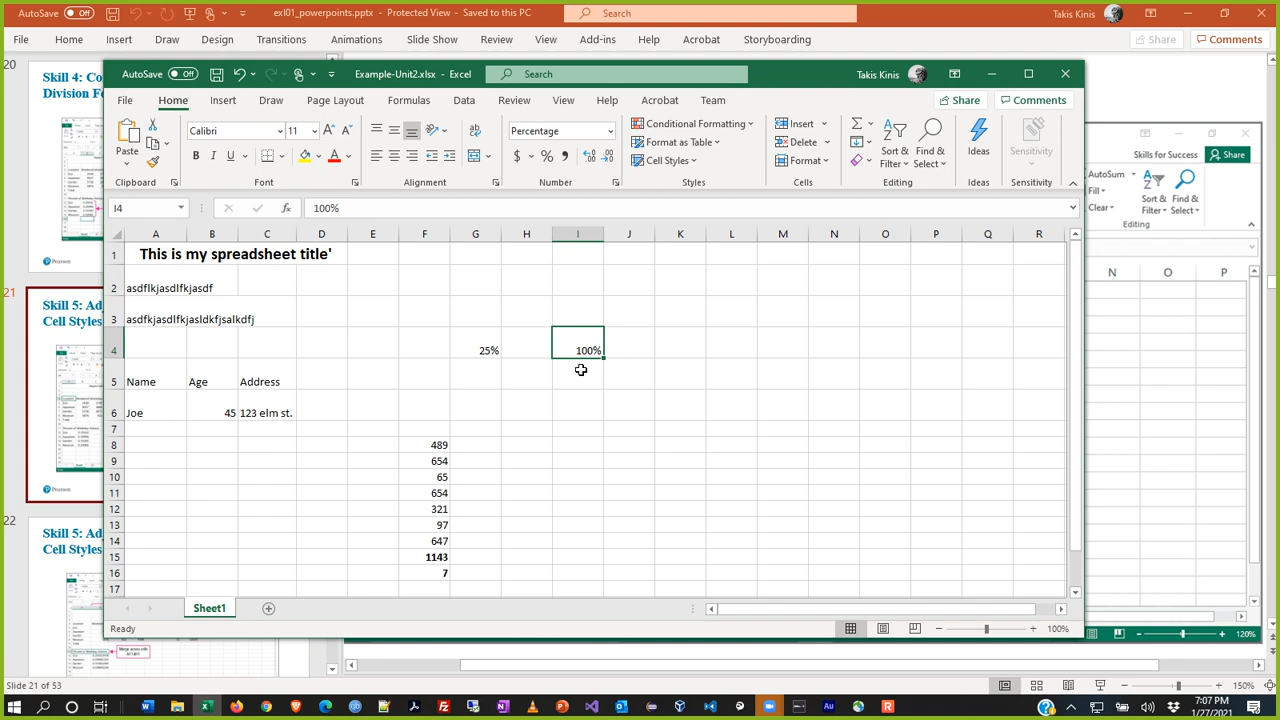 AutoSave Off exl01_powerpoints.pptx - Protected View - Saved to this PC Search Takis Kinis
File Home Insert Draw Design Transitions Animations Slide Show Review View Add-ins Help Acrobat Storyboarding Share Comments
20
Skill 4:
Division
21
Skill 5:
Cell Styles
22
Skill 5:
Cell Styles
Pearson
Pearson
AutoSave Off Example-Unit2.xlsx - Excel Search Takis Kinis
File Home Insert Draw Page Layout Formulas Data Review View Help Acrobat Team Share Comments
Paste
Clipboard
Calibri 11
B I U
Font
Alignment
Percentage
$ % ,
Number
Conditional Formatting
Format as Table
Cell Styles
Styles
Insert
Delete
Format
Cells
Sort & Filter
Find & Select
Editing
Ideas
Ideas
Sensitivity
Sensitivity
I4 fx 100%
A B C D E F G H I J K L M N O P Q R
1 This is my spreadsheet title'
2 asdflkjasdlfkjasdf
3 asdfkjasdlfkjasldkfjsalkdfj
4 25% 100%
5 Name Age Address
6 Joe 45 123 elm st.
7
8 489
9 654
10 65
11 654
12 321
13 97
14 647
15 1143
16 7
17
Sheet1
Ready 100%
Skills for Success Share
AutoSum
Fill
Clear
Sort & Filter
Find & Select
Editing
N O P
120%
Slide 21 of 53 150%
7:07 PM
1/27/2021